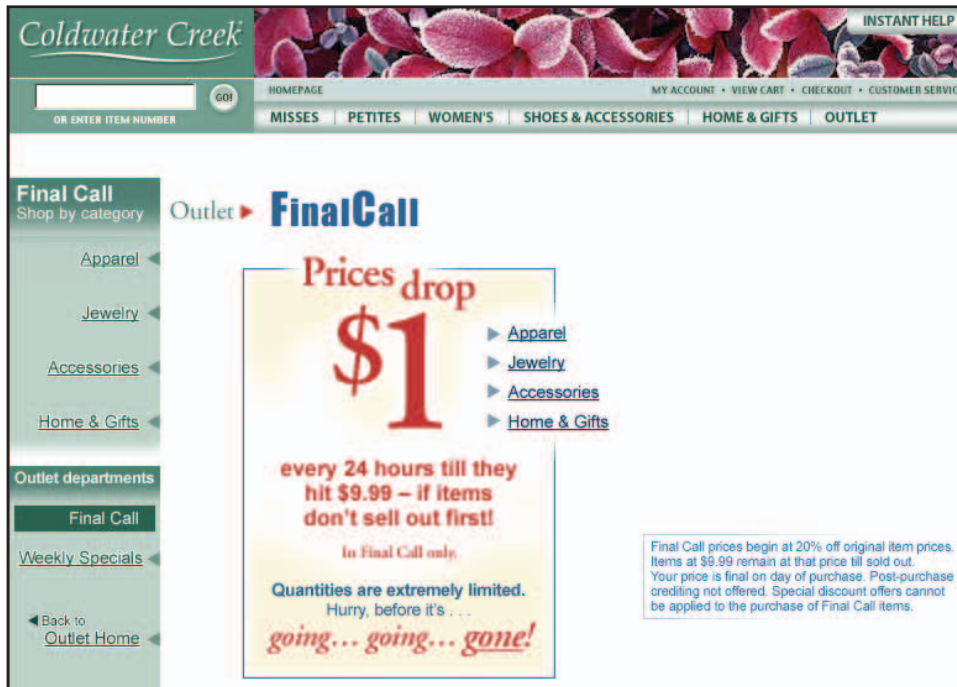 Coldwater Creek
INSTANT HELP
GO!
OR ENTER ITEM NUMBER
HOMEPAGE
MY ACCOUNT • VIEW CART • CHECKOUT • CUSTOMER SERVIC
MISSES | PETITES | WOMEN'S | SHOES & ACCESSORIES | HOME & GIFTS | OUTLET
Final Call
Shop by category
Apparel
Jewelry
Accessories
Home & Gifts
Outlet departments
Final Call
Weekly Specials
Back to
Outlet Home
Outlet FinalCall
Prices drop
$1
Apparel
Jewelry
Accessories
Home & Gifts
every 24 hours till they
hit $9.99 – if items
don't sell out first!
In Final Call only.
Quantities are extremely limited.
Hurry, before it's . . .
going... going... gone!
Final Call prices begin at 20% off original item prices.
Items at $9.99 remain at that price till sold out.
Your price is final on day of purchase. Post-purchase
crediting not offered. Special discount offers cannot
be applied to the purchase of Final Call items.